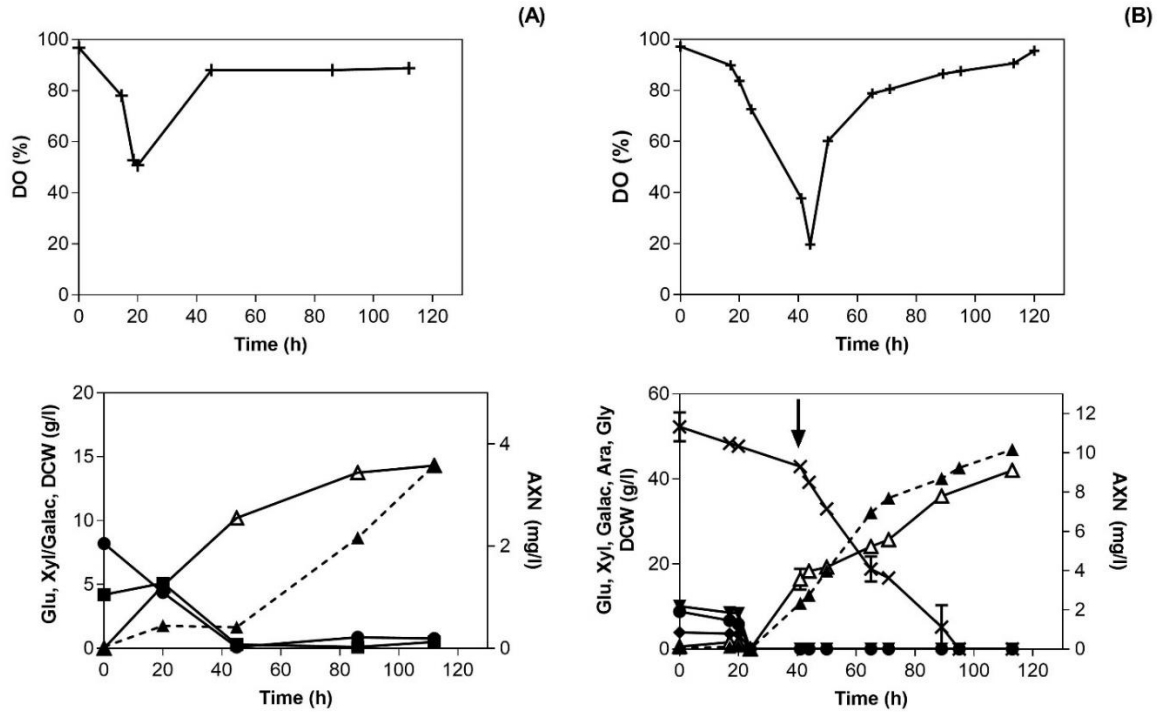 (A)
100
80
60
40
20
0
DO (%)
0 20 40 60 80 100 120
Time (h)
(B)
100
80
60
40
20
0
DO (%)
0 20 40 60 80 100 120
Time (h)
20
15
10
5
0
Glu, Xyl/Galac, DCW (g/l)
4
2
0
AXN (mg/l)
0 20 40 60 80 100 120
Time (h)
60
40
20
0
Glu, Xyl, Galac, Ara, Gly
DCW (g/l)
12
10
8
6
4
2
0
AXN (mg/l)
0 20 40 60 80 100 120
Time (h)